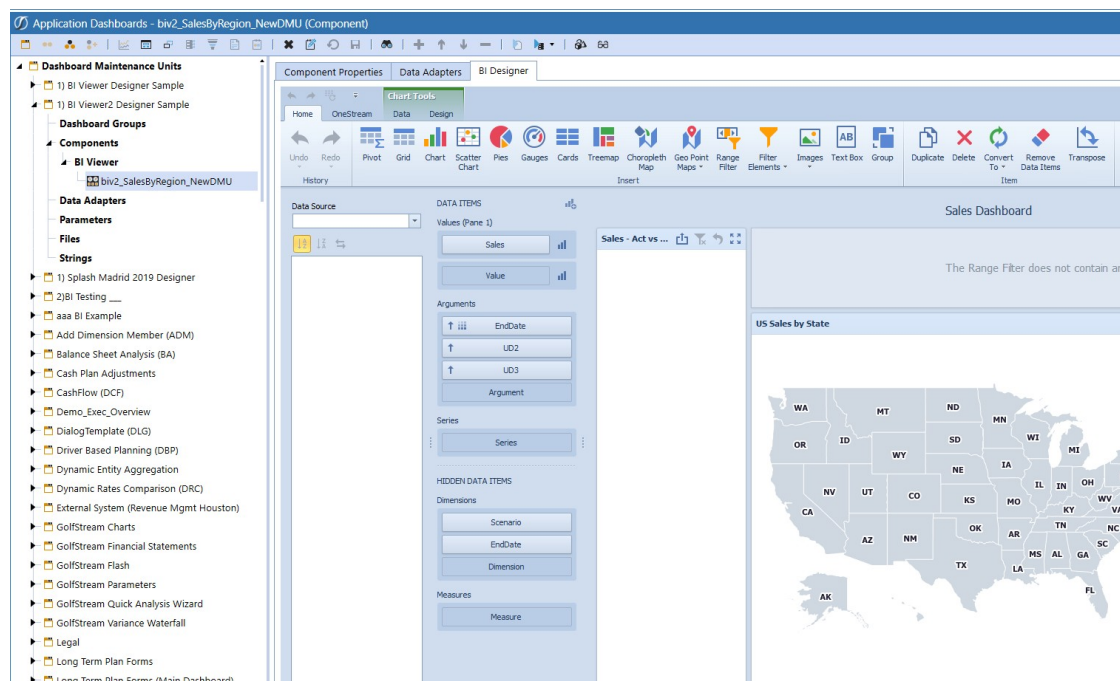 Application Dashboards - biv2_SalesByRegion_NewDMU (Component)
Dashboard Maintenance Units
1) BI Viewer Designer Sample
1) BI Viewer2 Designer Sample
Dashboard Groups
Components
BI Viewer
biv2_SalesByRegion_NewDMU
Data Adapters
Parameters
Files
Strings
1) Splash Madrid 2019 Designer
2)BI Testing __
aaa BI Example
Add Dimension Member (ADM)
Balance Sheet Analysis (BA)
Cash Plan Adjustments
CashFlow (DCF)
Demo_Exec_Overview
DialogTemplate (DLG)
Driver Based Planning (DBP)
Dynamic Entity Aggregation
Dynamic Rates Comparison (DRC)
External System (Revenue Mgmt Houston)
GolfStream Charts
GolfStream Financial Statements
GolfStream Flash
GolfStream Parameters
GolfStream Quick Analysis Wizard
GolfStream Variance Waterfall
Legal
Long Term Plan Forms
Long Term Plan Forms (Main Dashboard)
Component Properties Data Adapters BI Designer
Chart Tools
Home OneStream Data Design
Undo Redo Pivot Grid Chart Scatter Chart Pies Gauges Cards Treemap Choropleth Map Geo Point Maps Range Filter Filter Elements Images Text Box Group Duplicate Delete Convert To Remove Data Items Transpose
AB
History Insert Item
Data Source
DATA ITEMS
Values (Pane 1)
Sales
Value
Arguments
EndDate
UD2
UD3
Argument
Series
Series
HIDDEN DATA ITEMS
Dimensions
Scenario
EndDate
Dimension
Measures
Measure
Sales Dashboard
Sales - Act vs ...
The Range Filter does not contain ar
US Sales by State
WA MT ND MN
OR ID SD WI MI
WY
NE IA
NV UT CO IL IN OH
CA KS MO KY WV VA
AZ NM OK AR TN NC
TX MS AL GA SC
LA
AK FL